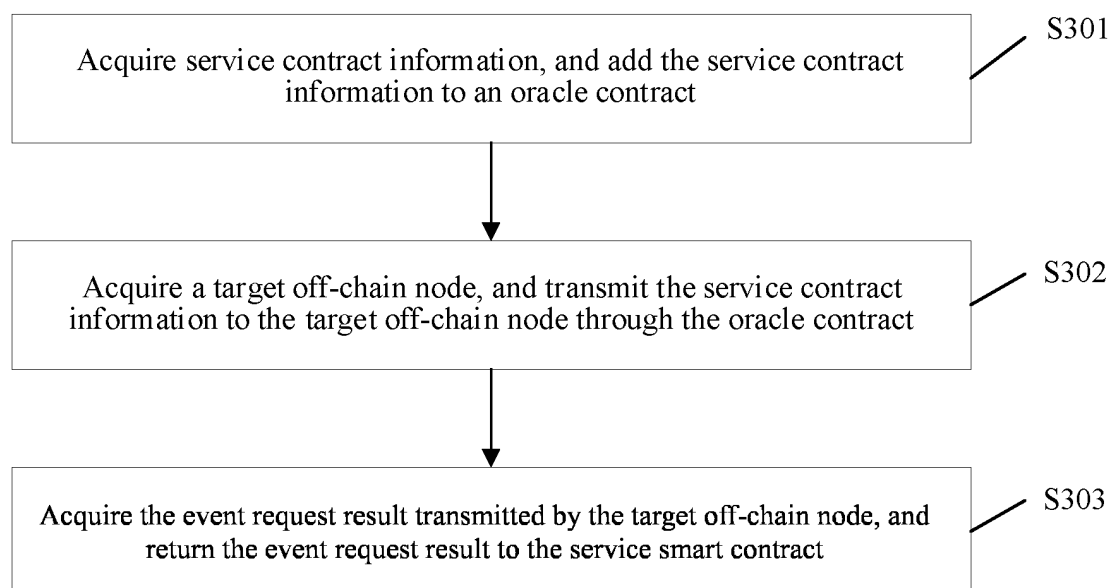 S301
Acquire service contract information, and add the service contract
information to an oracle contract
S302
Acquire a target off-chain node, and transmit the service contract
information to the target off-chain node through the oracle contract
S303
Acquire the event request result transmitted by the target off-chain node, and
return the event request result to the service smart contract